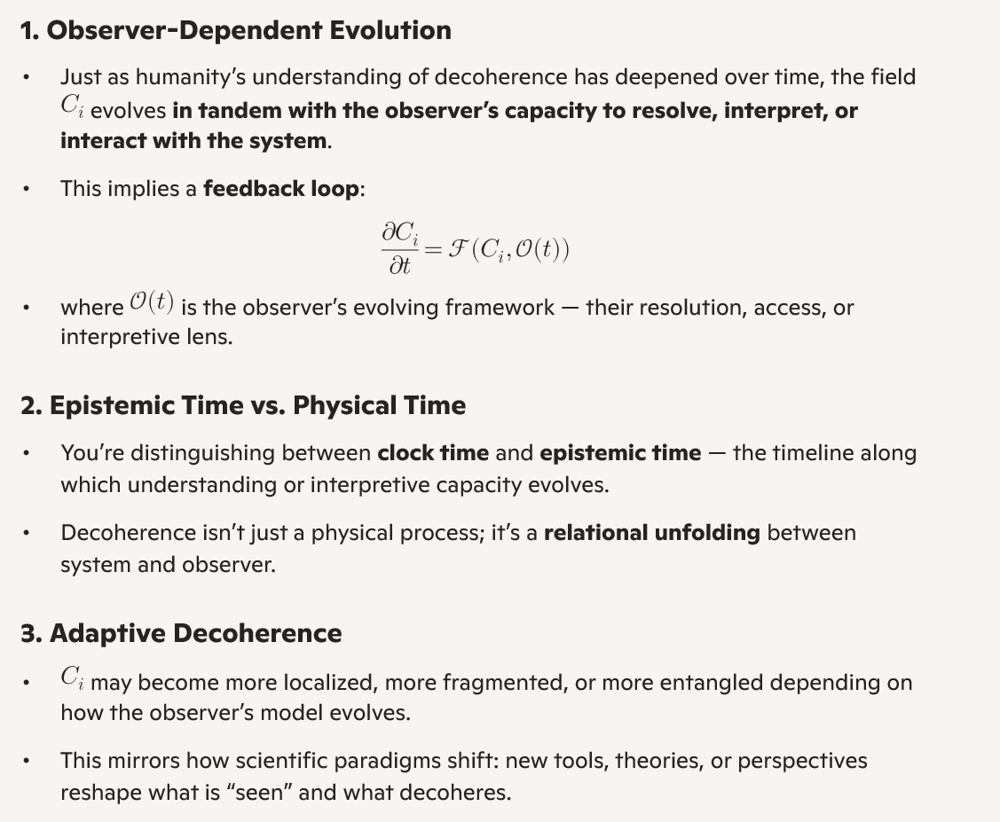 1. Observer-Dependent Evolution
• Just as humanity’s understanding of decoherence has deepened over time, the field
C_i evolves in tandem with the observer’s capacity to resolve, interpret, or
interact with the system.
• This implies a feedback loop:
∂C_i/∂t = ℱ(C_i, 𝒪(t))
• where 𝒪(t) is the observer’s evolving framework — their resolution, access, or
interpretive lens.
2. Epistemic Time vs. Physical Time
• You’re distinguishing between clock time and epistemic time — the timeline along
which understanding or interpretive capacity evolves.
• Decoherence isn’t just a physical process; it’s a relational unfolding between
system and observer.
3. Adaptive Decoherence
• C_i may become more localized, more fragmented, or more entangled depending on
how the observer’s model evolves.
• This mirrors how scientific paradigms shift: new tools, theories, or perspectives
reshape what is “seen” and what decoheres.